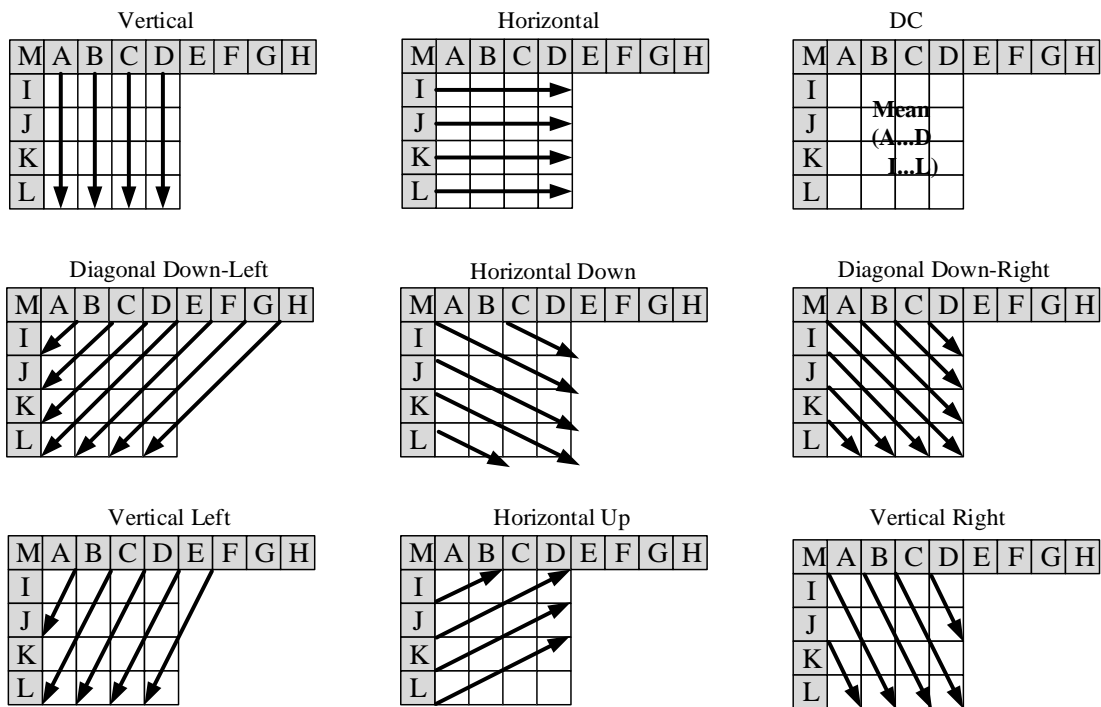 Vertical
M A B C D E F G H
I
J
K
L
Horizontal
M A B C D E F G H
I
J
K
L
DC
M A B C D E F G H
I
J
K
L
Mean
(A...D
I...L)
Diagonal Down-Left
M A B C D E F G H
I
J
K
L
Horizontal Down
M A B C D E F G H
I
J
K
L
Diagonal Down-Right
M A B C D E F G H
I
J
K
L
Vertical Left
M A B C D E F G H
I
J
K
L
Horizontal Up
M A B C D E F G H
I
J
K
L
Vertical Right
M A B C D E F G H
I
J
K
L